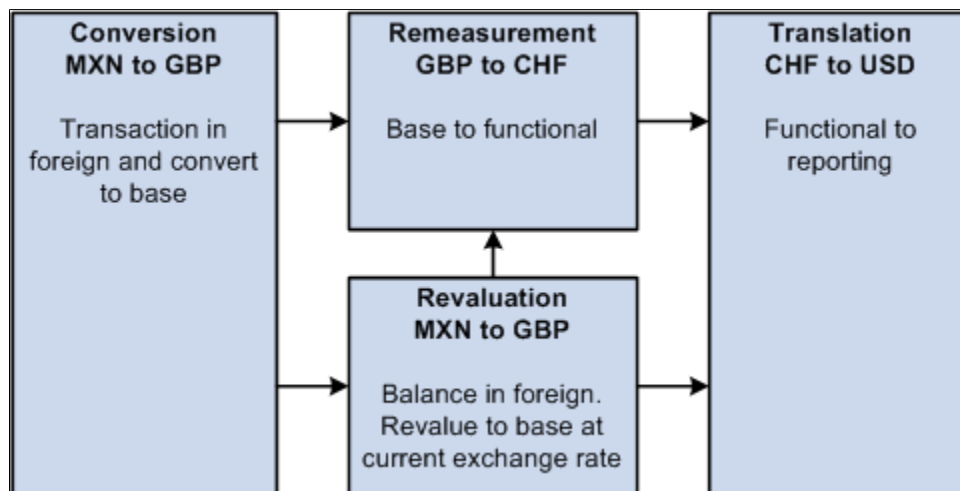 Conversion
MXN to GBP
Transaction in
foreign and convert
to base
Remeasurement
GBP to CHF
Base to functional
Revaluation
MXN to GBP
Balance in foreign.
Revalue to base at
current exchange rate
Translation
CHF to USD
Functional to
reporting